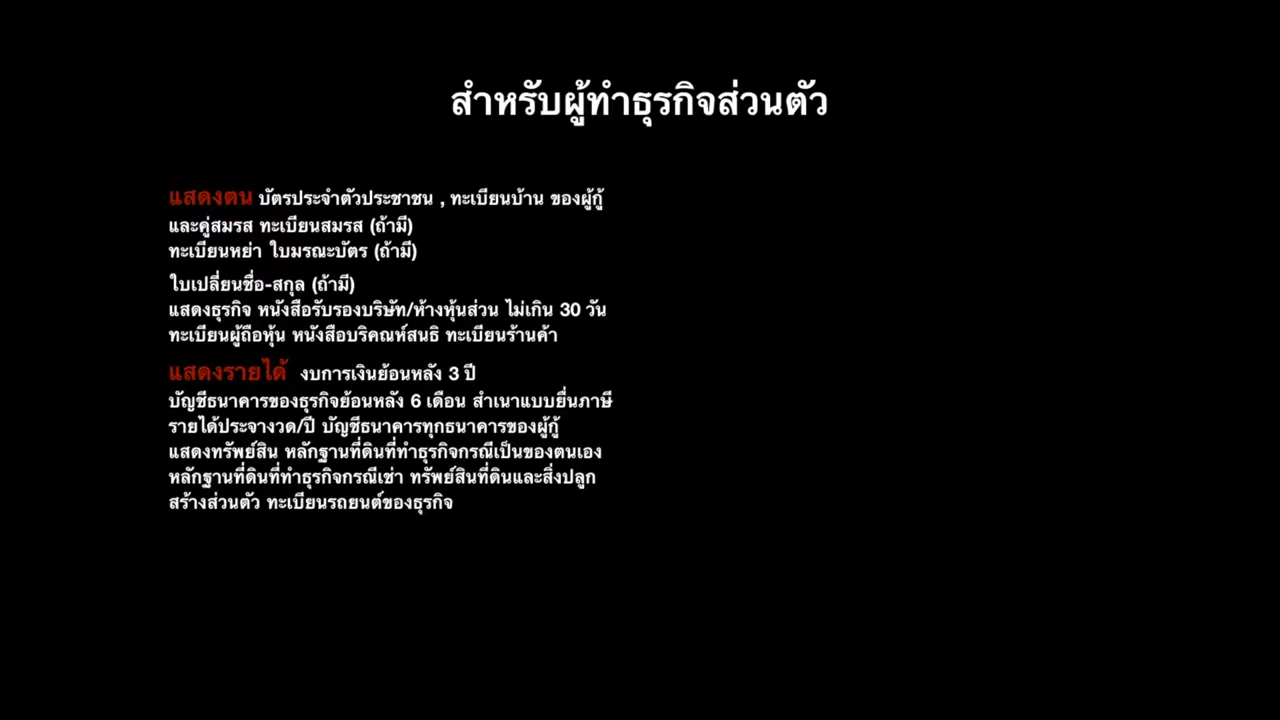 สำหรับผู้ทำธุรกิจส่วนตัว
แสดงตน บัตรประจำตัวประชาชน , ทะเบียนบ้าน ของผู้กู้
และคู่สมรส ทะเบียนสมรส (ถ้ามี)
ทะเบียนหย่า ใบมรณะบัตร (ถ้ามี)
ใบเปลี่ยนชื่อ-สกุล (ถ้ามี)
แสดงธุรกิจ หนังสือรับรองบริษัท/ห้างหุ้นส่วน ไม่เกิน 30 วัน
ทะเบียนผู้ถือหุ้น หนังสือบริคณห์สนธิ ทะเบียนร้านค้า
แสดงรายได้ งบการเงินย้อนหลัง 3 ปี
บัญชีธนาคารของธุรกิจย้อนหลัง 6 เดือน สำเนาแบบยื่นภาษี
รายได้ประจางวด/ปี บัญชีธนาคารทุกธนาคารของผู้กู้
แสดงทรัพย์สิน หลักฐานที่ดินที่ทำธุรกิจกรณีเป็นของตนเอง
หลักฐานที่ดินที่ทำธุรกิจกรณีเช่า ทรัพย์สินที่ดินและสิ่งปลูก
สร้างส่วนตัว ทะเบียนรถยนต์ของธุรกิจ